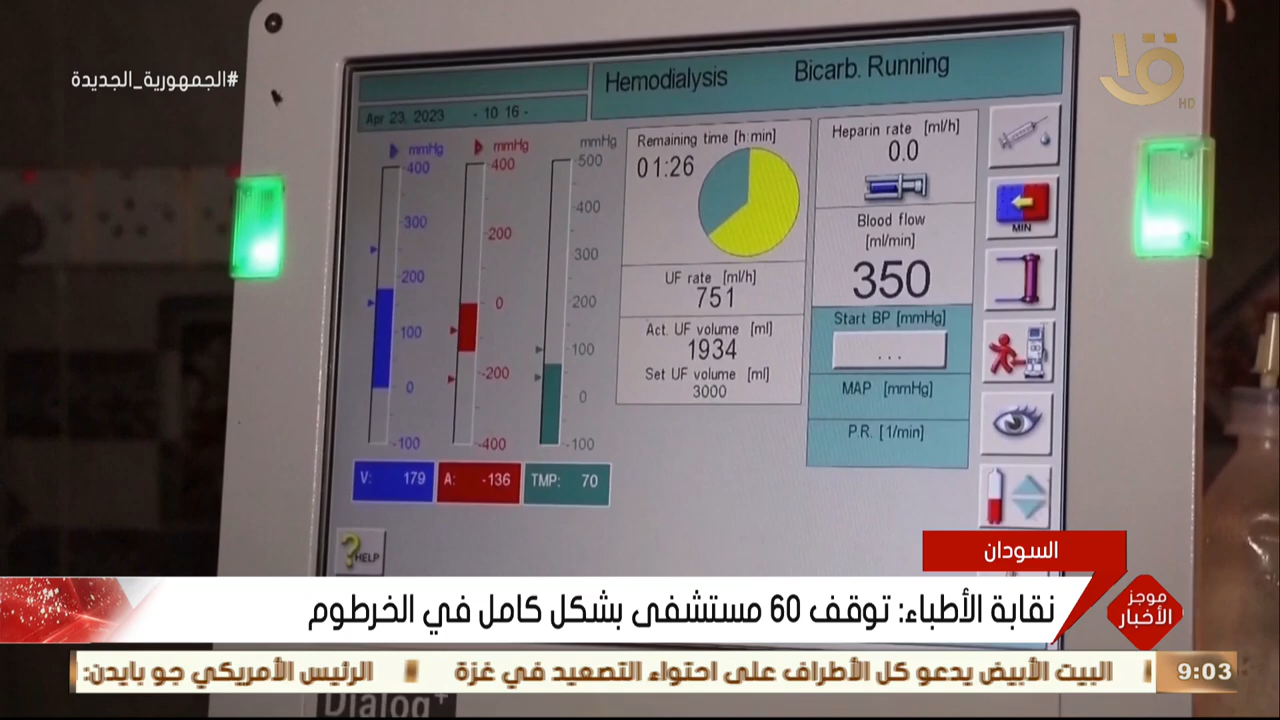 #الجمهورية_الجديدة
HD
Hemodialysis
Bicarb. Running
Apr 23, 2023 - 10 16 -
mmHg
400
300
200
100
0
-100
mmHg
400
200
0
-200
-400
mmHg
500
400
300
200
100
0
-100
V: 179
A: -136
TMP: 70
Remaining time [h:min]
01:26
UF rate [ml/h]
751
Act. UF volume [ml]
1934
Set UF volume [ml]
3000
Heparin rate [ml/h]
0.0
Blood flow
[ml/min]
350
Start BP [mmHg]
...
MAP [mmHg]
P.R. [1/min]
MIN
?HELP
السودان
موجز
الأخبار
نقابة الأطباء: توقف 60 مستشفى بشكل كامل في الخرطوم
البيت الأبيض يدعو كل الأطراف على احتواء التصعيد في غزة
الرئيس الأمريكي جو بايدن:
9:03
Dialog+